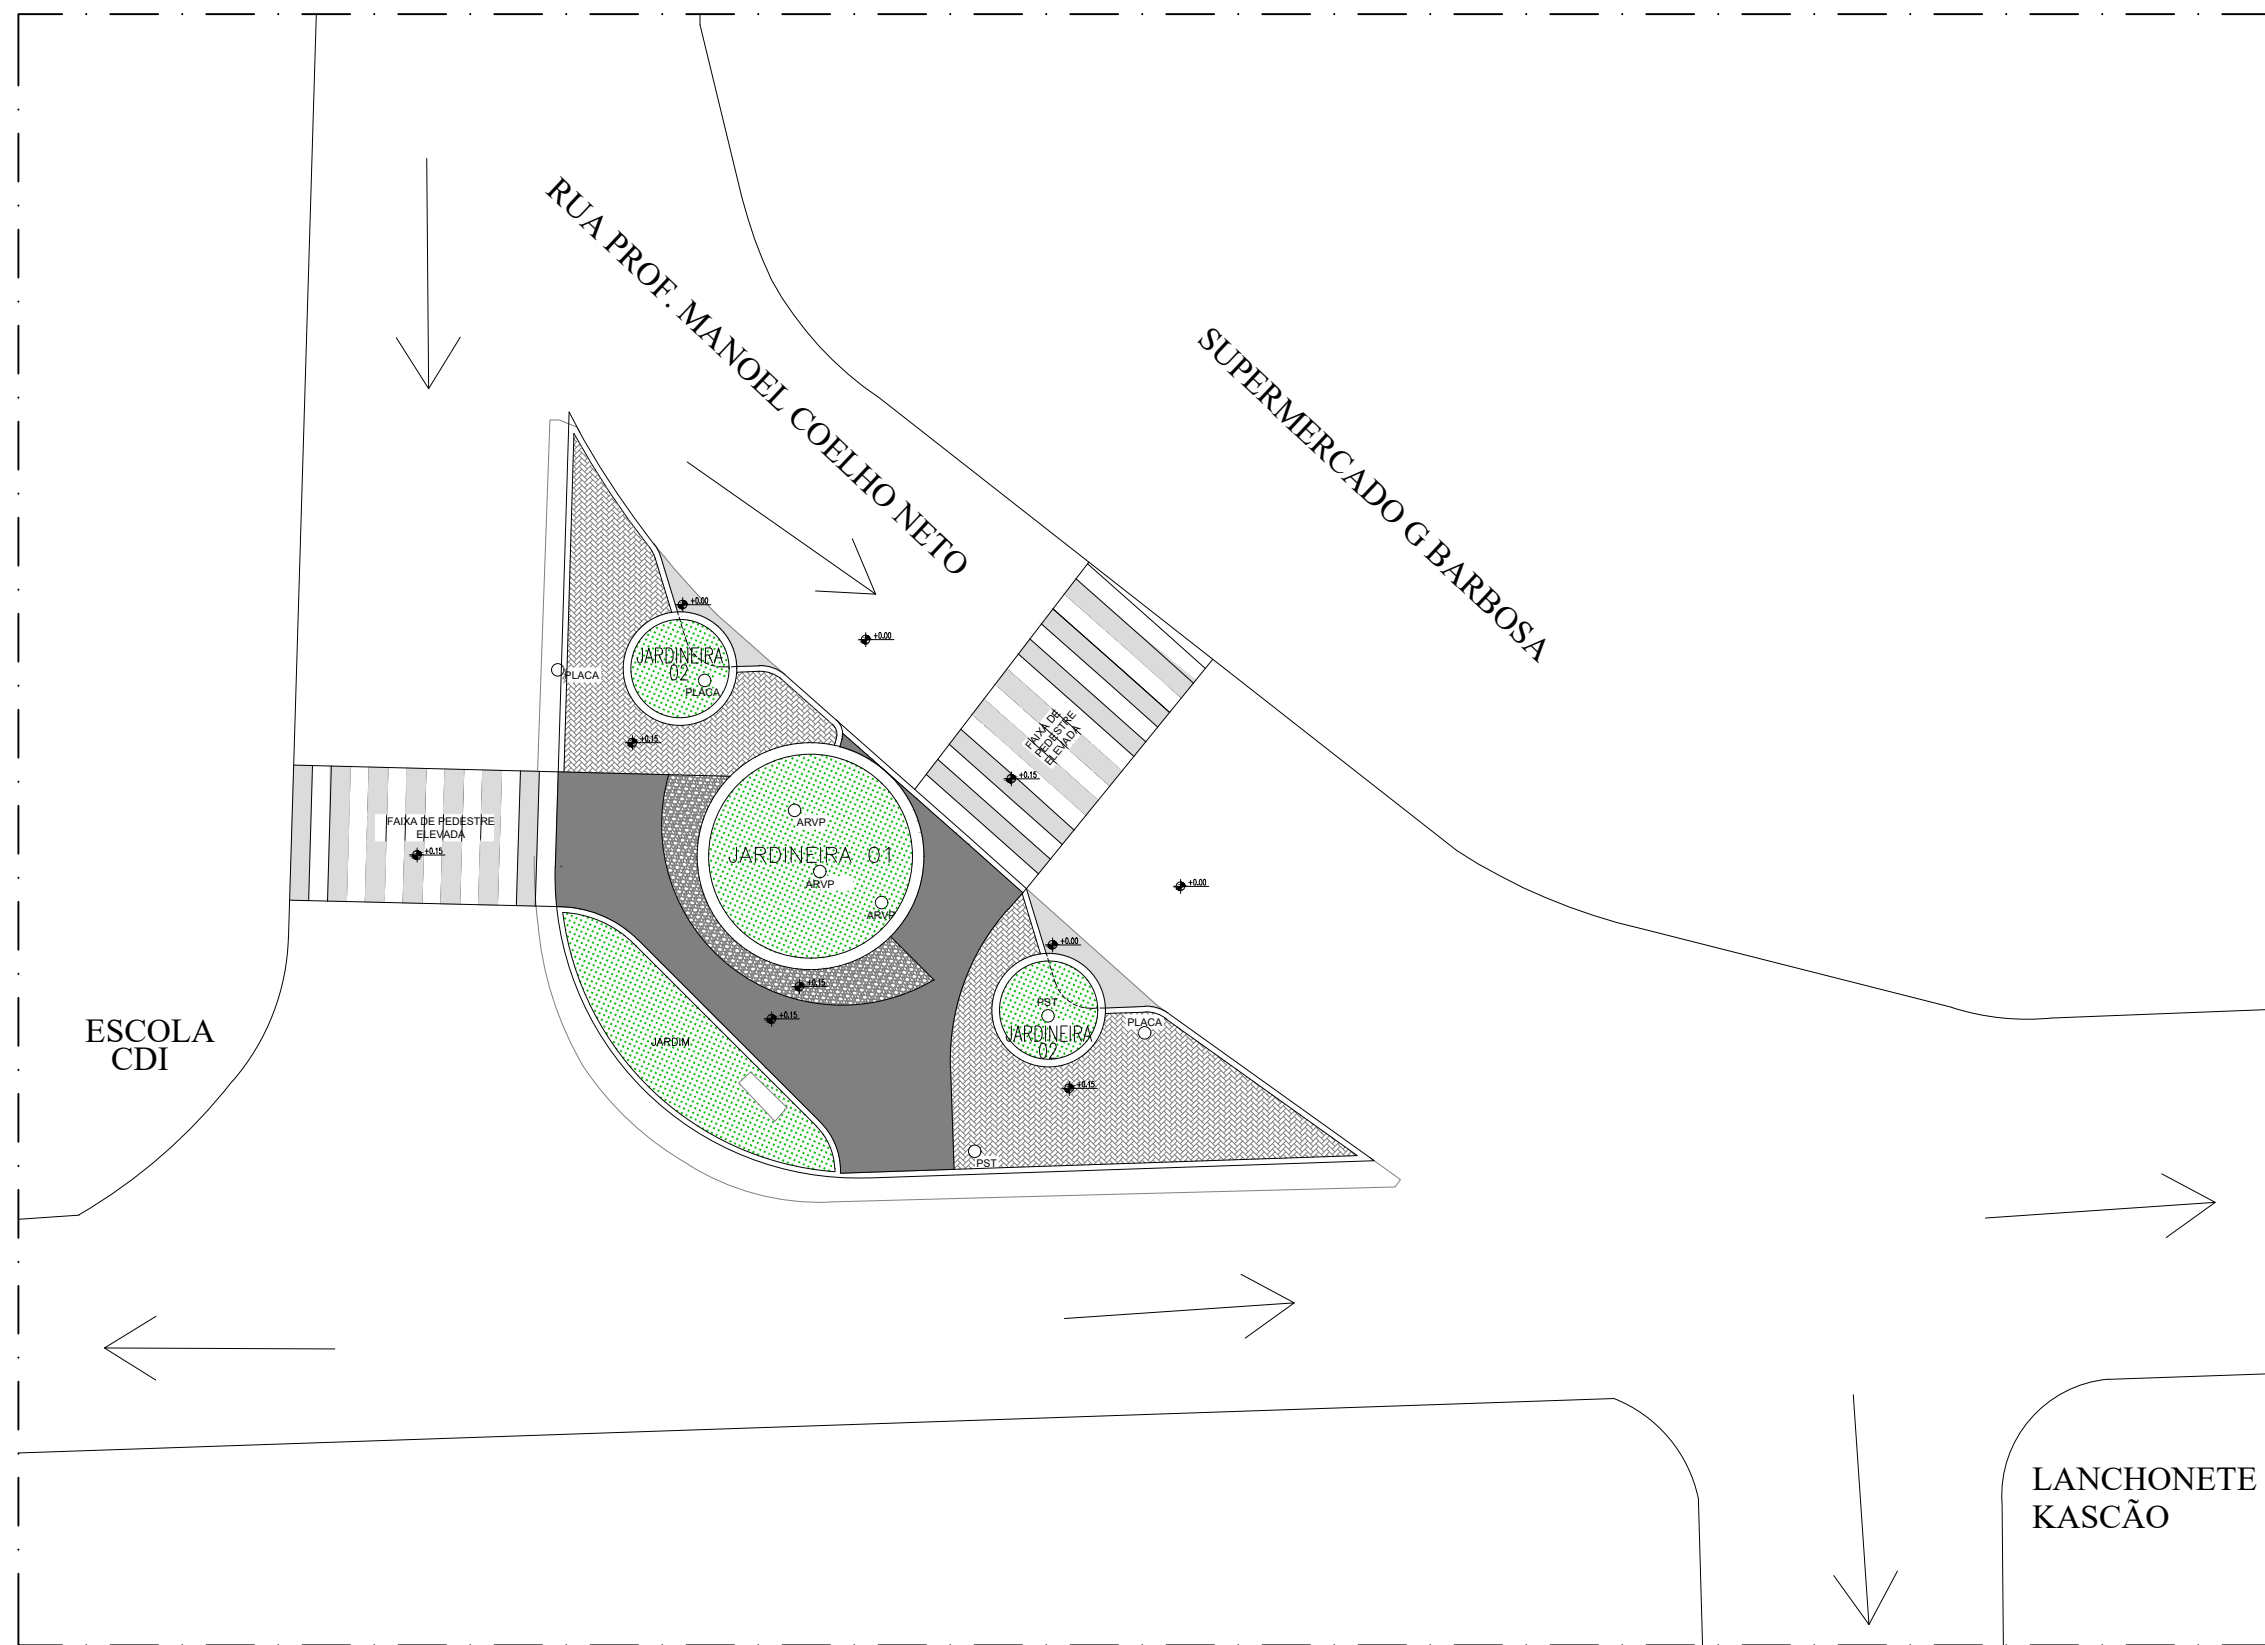 RUA PROF. MANOEL COELHO NETO
SUPERMERCADO G BARBOSA
+0.00
+0.00
JARDINEIRA
02
PLACA
PLACA
+0.15
FAIXA DE
PEDESTRE
ELEVADA
+0.15
FAIXA DE PEDESTRE
ELEVADA
+0.15
ARVP
JARDINEIRA 01
ARVP
ARVP
+0.00
+0.00
+0.15
+0.15
PST
JARDINEIRA
02
PLACA
ESCOLA
CDI
JARDIM
+0.15
PST
LANCHONETE
KASCÃO